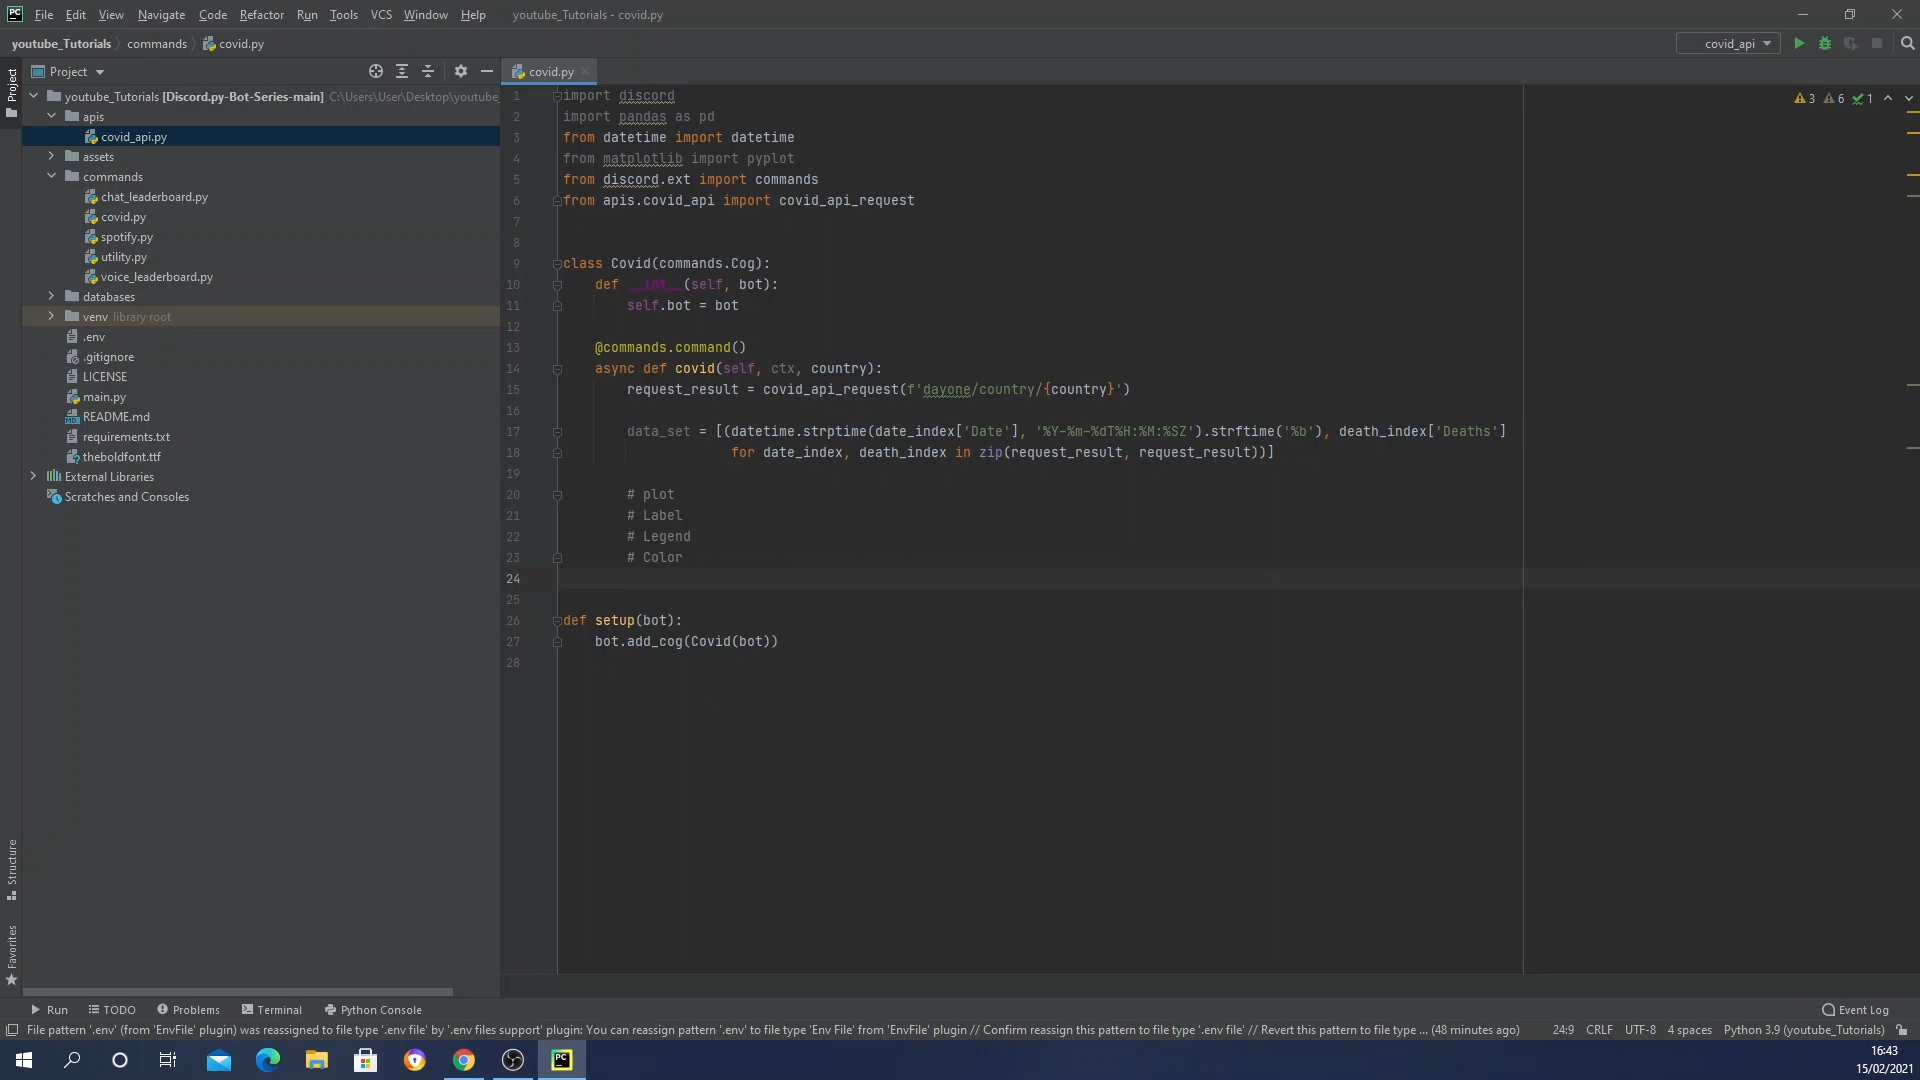 PC File Edit View Navigate Code Refactor Run Tools VCS Window Help youtube_Tutorials - covid.py
youtube_Tutorials commands covid.py covid_api
Project
Project
covid.py
youtube_Tutorials [Discord.py-Bot-Series-main] C:\Users\User\Desktop\youtube_
apis
covid_api.py
assets
commands
chat_leaderboard.py
covid.py
spotify.py
utility.py
voice_leaderboard.py
databases
venv library root
.env
.gitignore
LICENSE
main.py
README.md
requirements.txt
theboldfont.ttf
External Libraries
Scratches and Consoles
3 6 1
1 import discord
2 import pandas as pd
3 from datetime import datetime
4 from matplotlib import pyplot
5 from discord.ext import commands
6 from apis.covid_api import covid_api_request
7
8
9 class Covid(commands.Cog):
10 def __int__(self, bot):
11 self.bot = bot
12
13 @commands.command()
14 async def covid(self, ctx, country):
15 request_result = covid_api_request(f'dayone/country/{country}')
16
17 data_set = [(datetime.strptime(date_index['Date'], '%Y-%m-%dT%H:%M:%SZ').strftime('%b'), death_index['Deaths']
18 for date_index, death_index in zip(request_result, request_result))]
19
20 # plot
21 # Label
22 # Legend
23 # Color
24
25
26 def setup(bot):
27 bot.add_cog(Covid(bot))
28
Structure
Favorites
Run TODO Problems Terminal Python Console Event Log
File pattern '.env' (from 'EnvFile' plugin) was reassigned to file type '.env file' by '.env files support' plugin: You can reassign pattern '.env' to file type 'Env File' from 'EnvFile' plugin // Confirm reassign this pattern to file type '.env file' // Revert this pattern to file type ... (48 minutes ago) 24:9 CRLF UTF-8 4 spaces Python 3.9 (youtube_Tutorials)
PC
16:43
15/02/2021